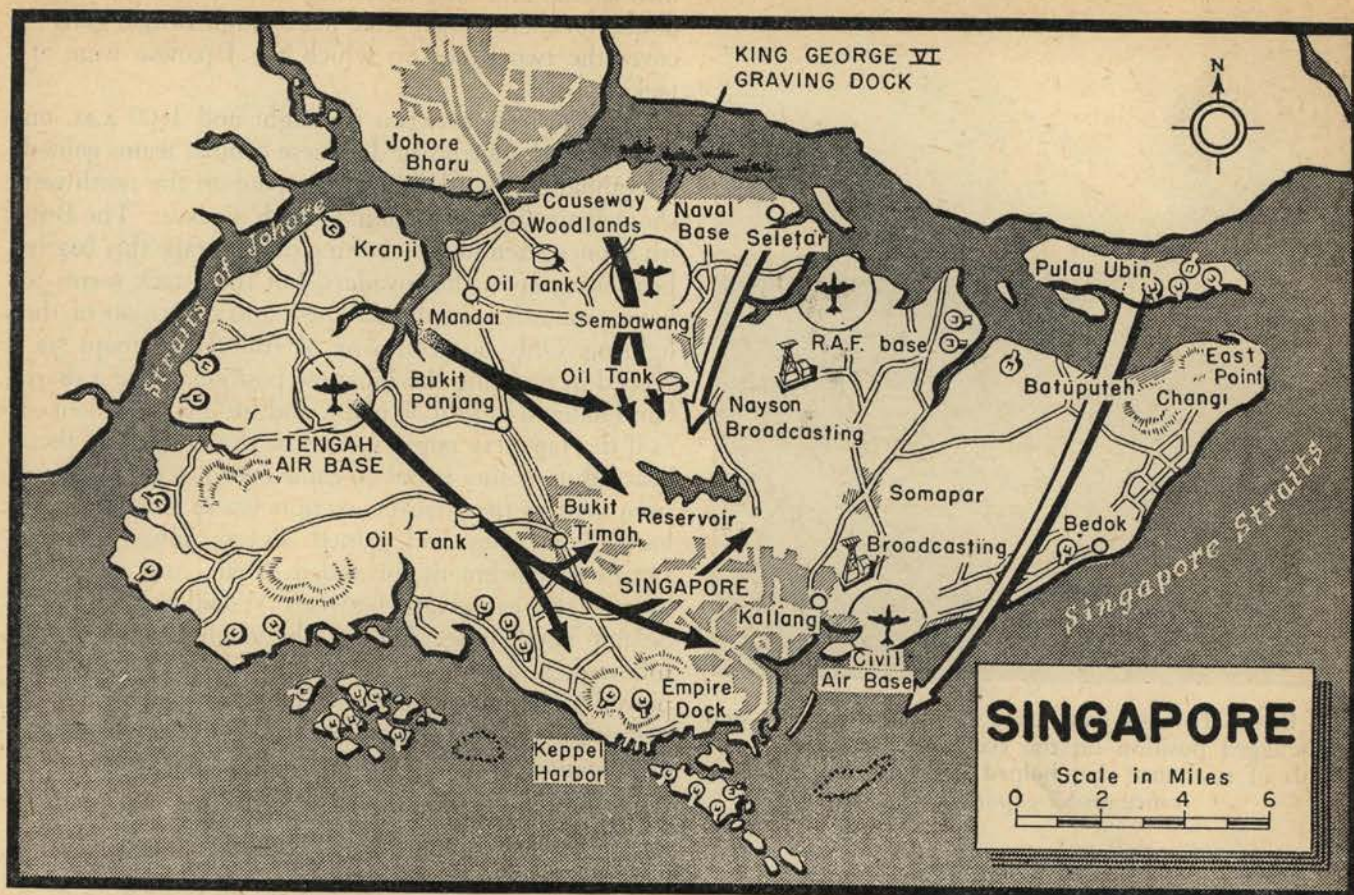 KING GEORGE VI
GRAVING DOCK
N
Johore
Bharu
Causeway
Woodlands
Naval
Base
Seletar
Straits of Johore
Kranji
Oil Tank
Pulau Ubin
Mandai
Sembawang
R.A.F. base
East
Point
Bukit
Panjang
Oil Tank
Batuputeh
Changi
Nayson
Broadcasting
TENGAH
AIR BASE
Somapar
Bukit
Timah
Reservoir
Oil Tank
Bedok
Broadcasting
SINGAPORE
Singapore Straits
Kallang
Civil
Air Base
Empire
Dock
Keppel
Harbor
SINGAPORE
Scale in Miles
0 2 4 6